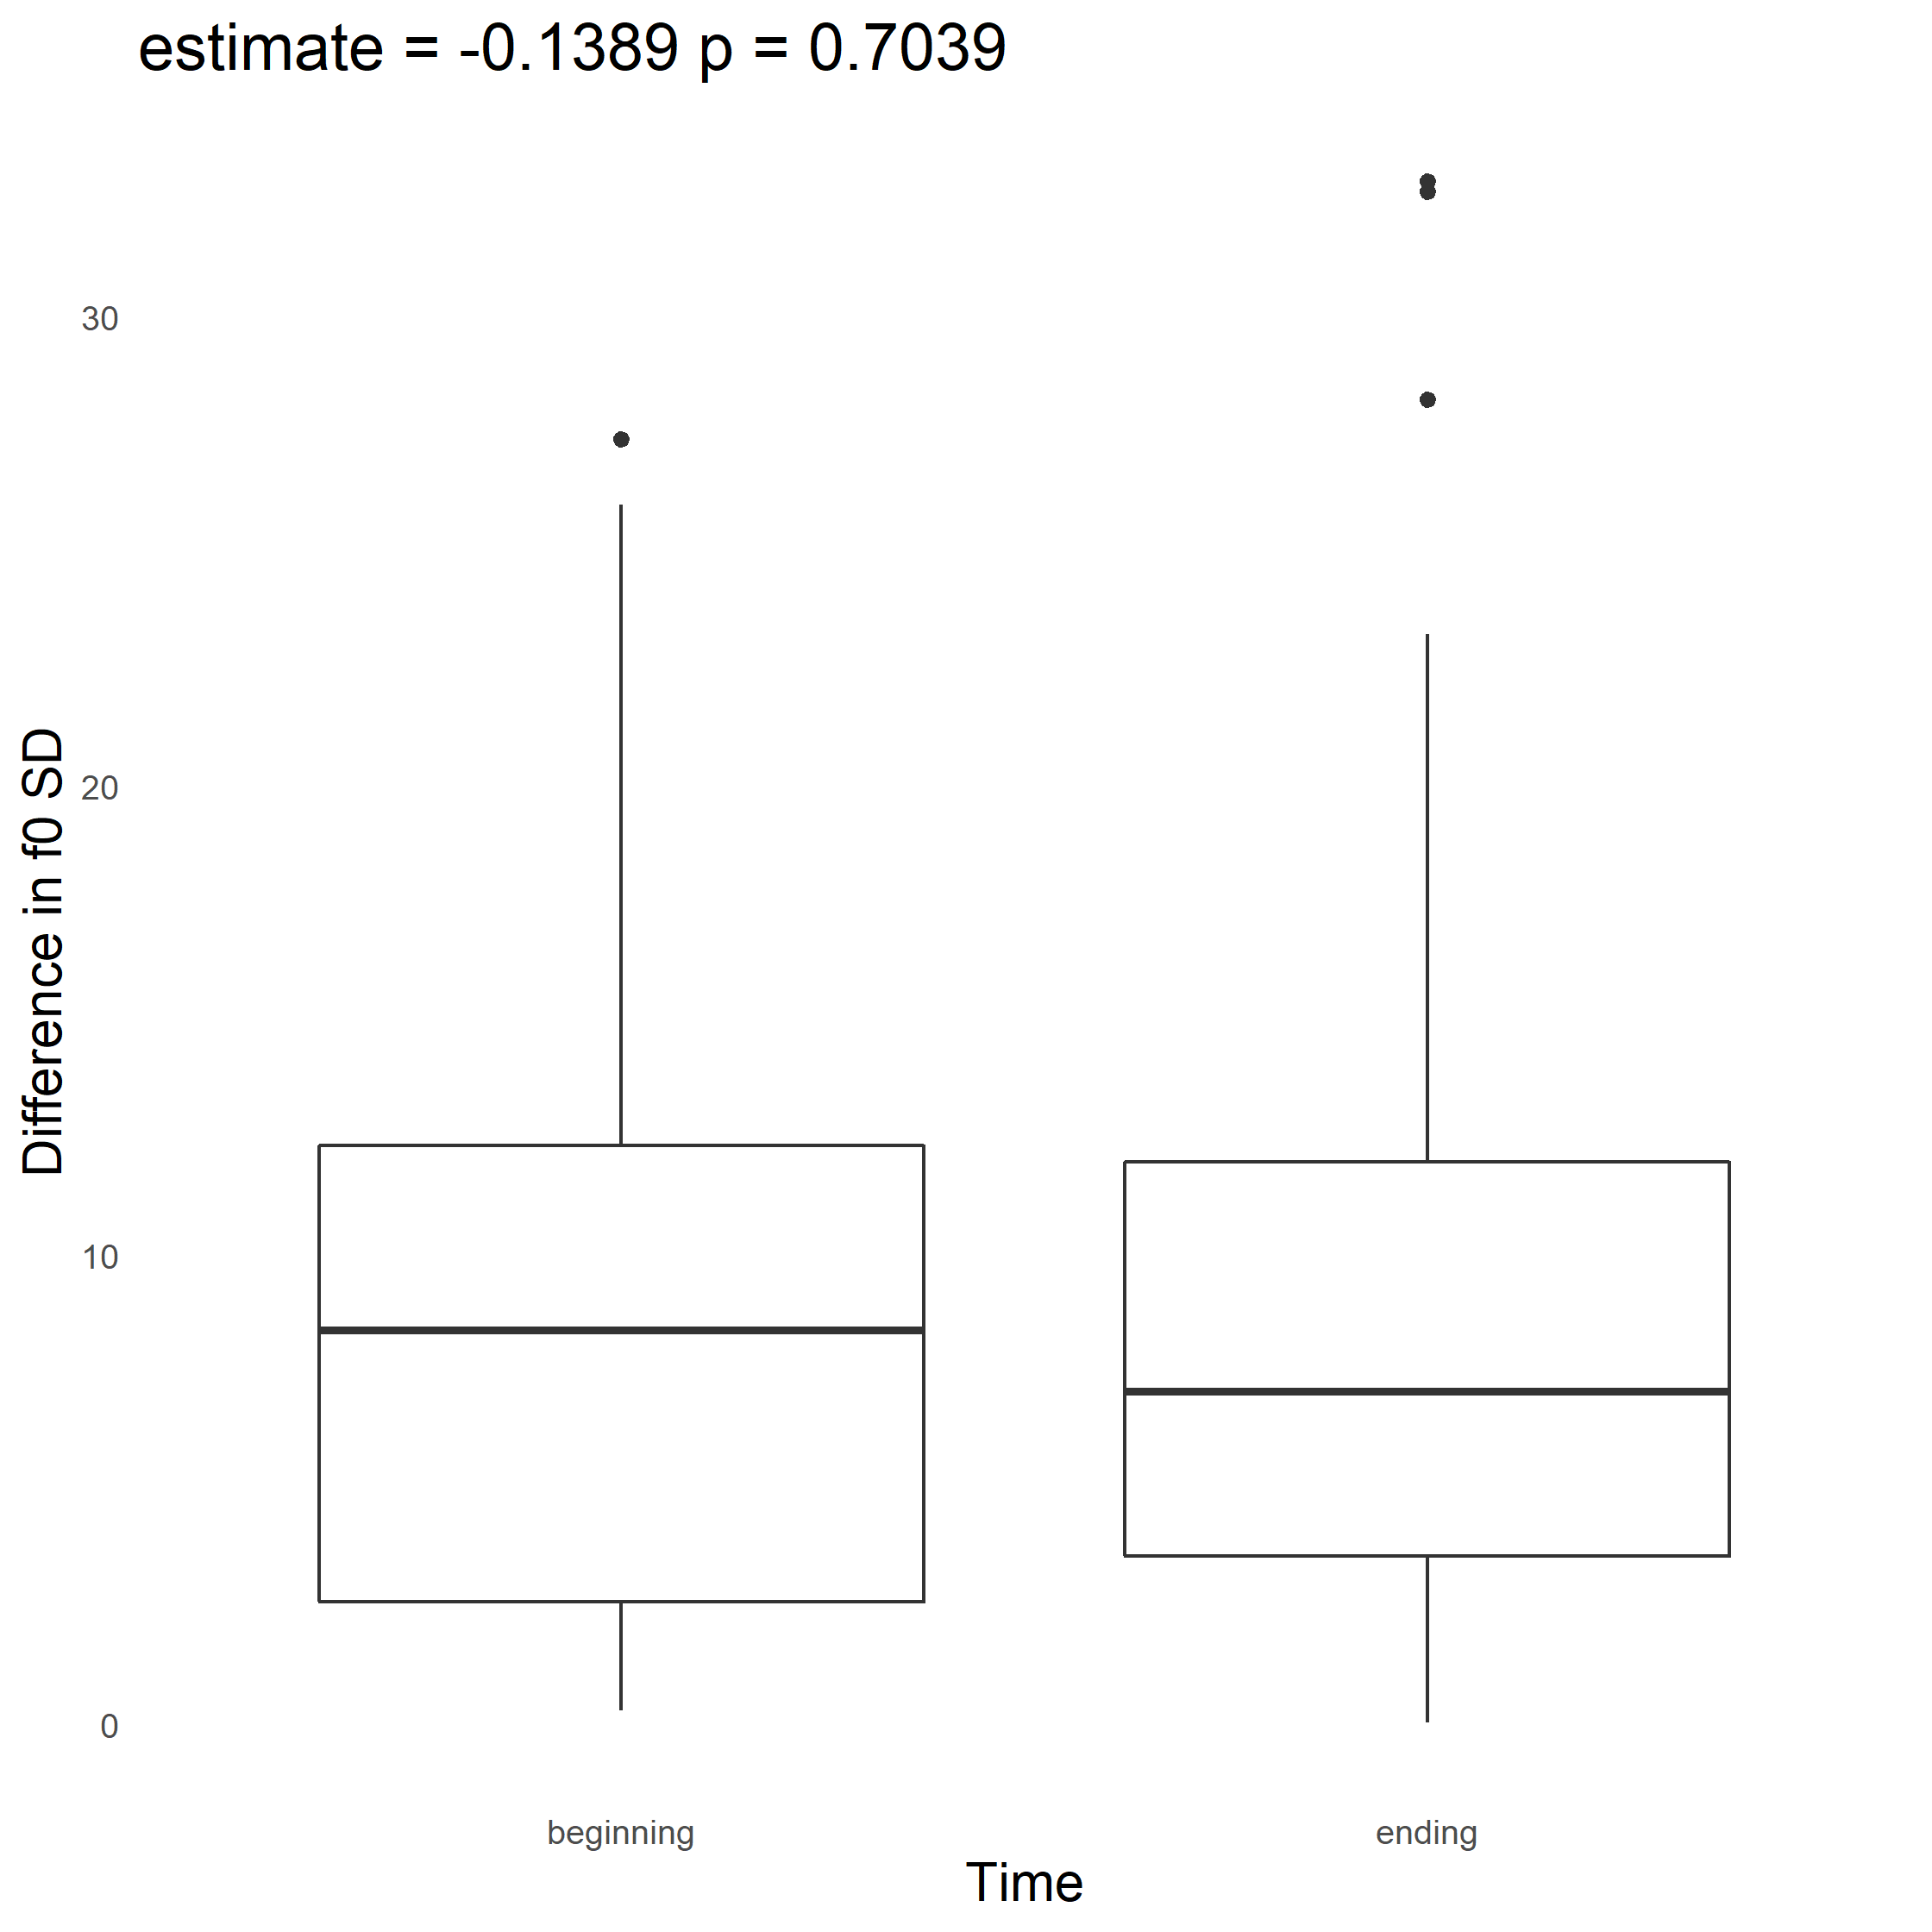 estimate = -0.1389 p = 0.7039
Difference in f0 SD
30
20
10
0
beginning
ending
Time